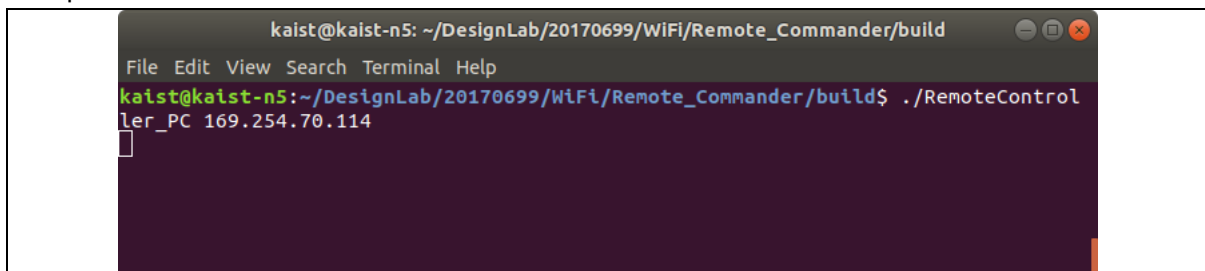 kaist@kaist-n5: ~/DesignLab/20170699/WiFi/Remote_Commander/build
File Edit View Search Terminal Help
kaist@kaist-n5:~/DesignLab/20170699/WiFi/Remote_Commander/build$ ./RemoteControl
ler_PC 169.254.70.114